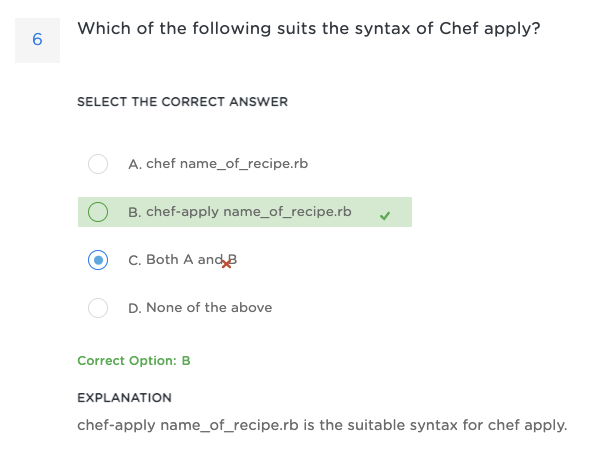 6
Which of the following suits the syntax of Chef apply?
SELECT THE CORRECT ANSWER
A. chef name_of_recipe.rb
B. chef-apply name_of_recipe.rb
C. Both A and B
D. None of the above
Correct Option: B
EXPLANATION
chef-apply name_of_recipe.rb is the suitable syntax for chef apply.